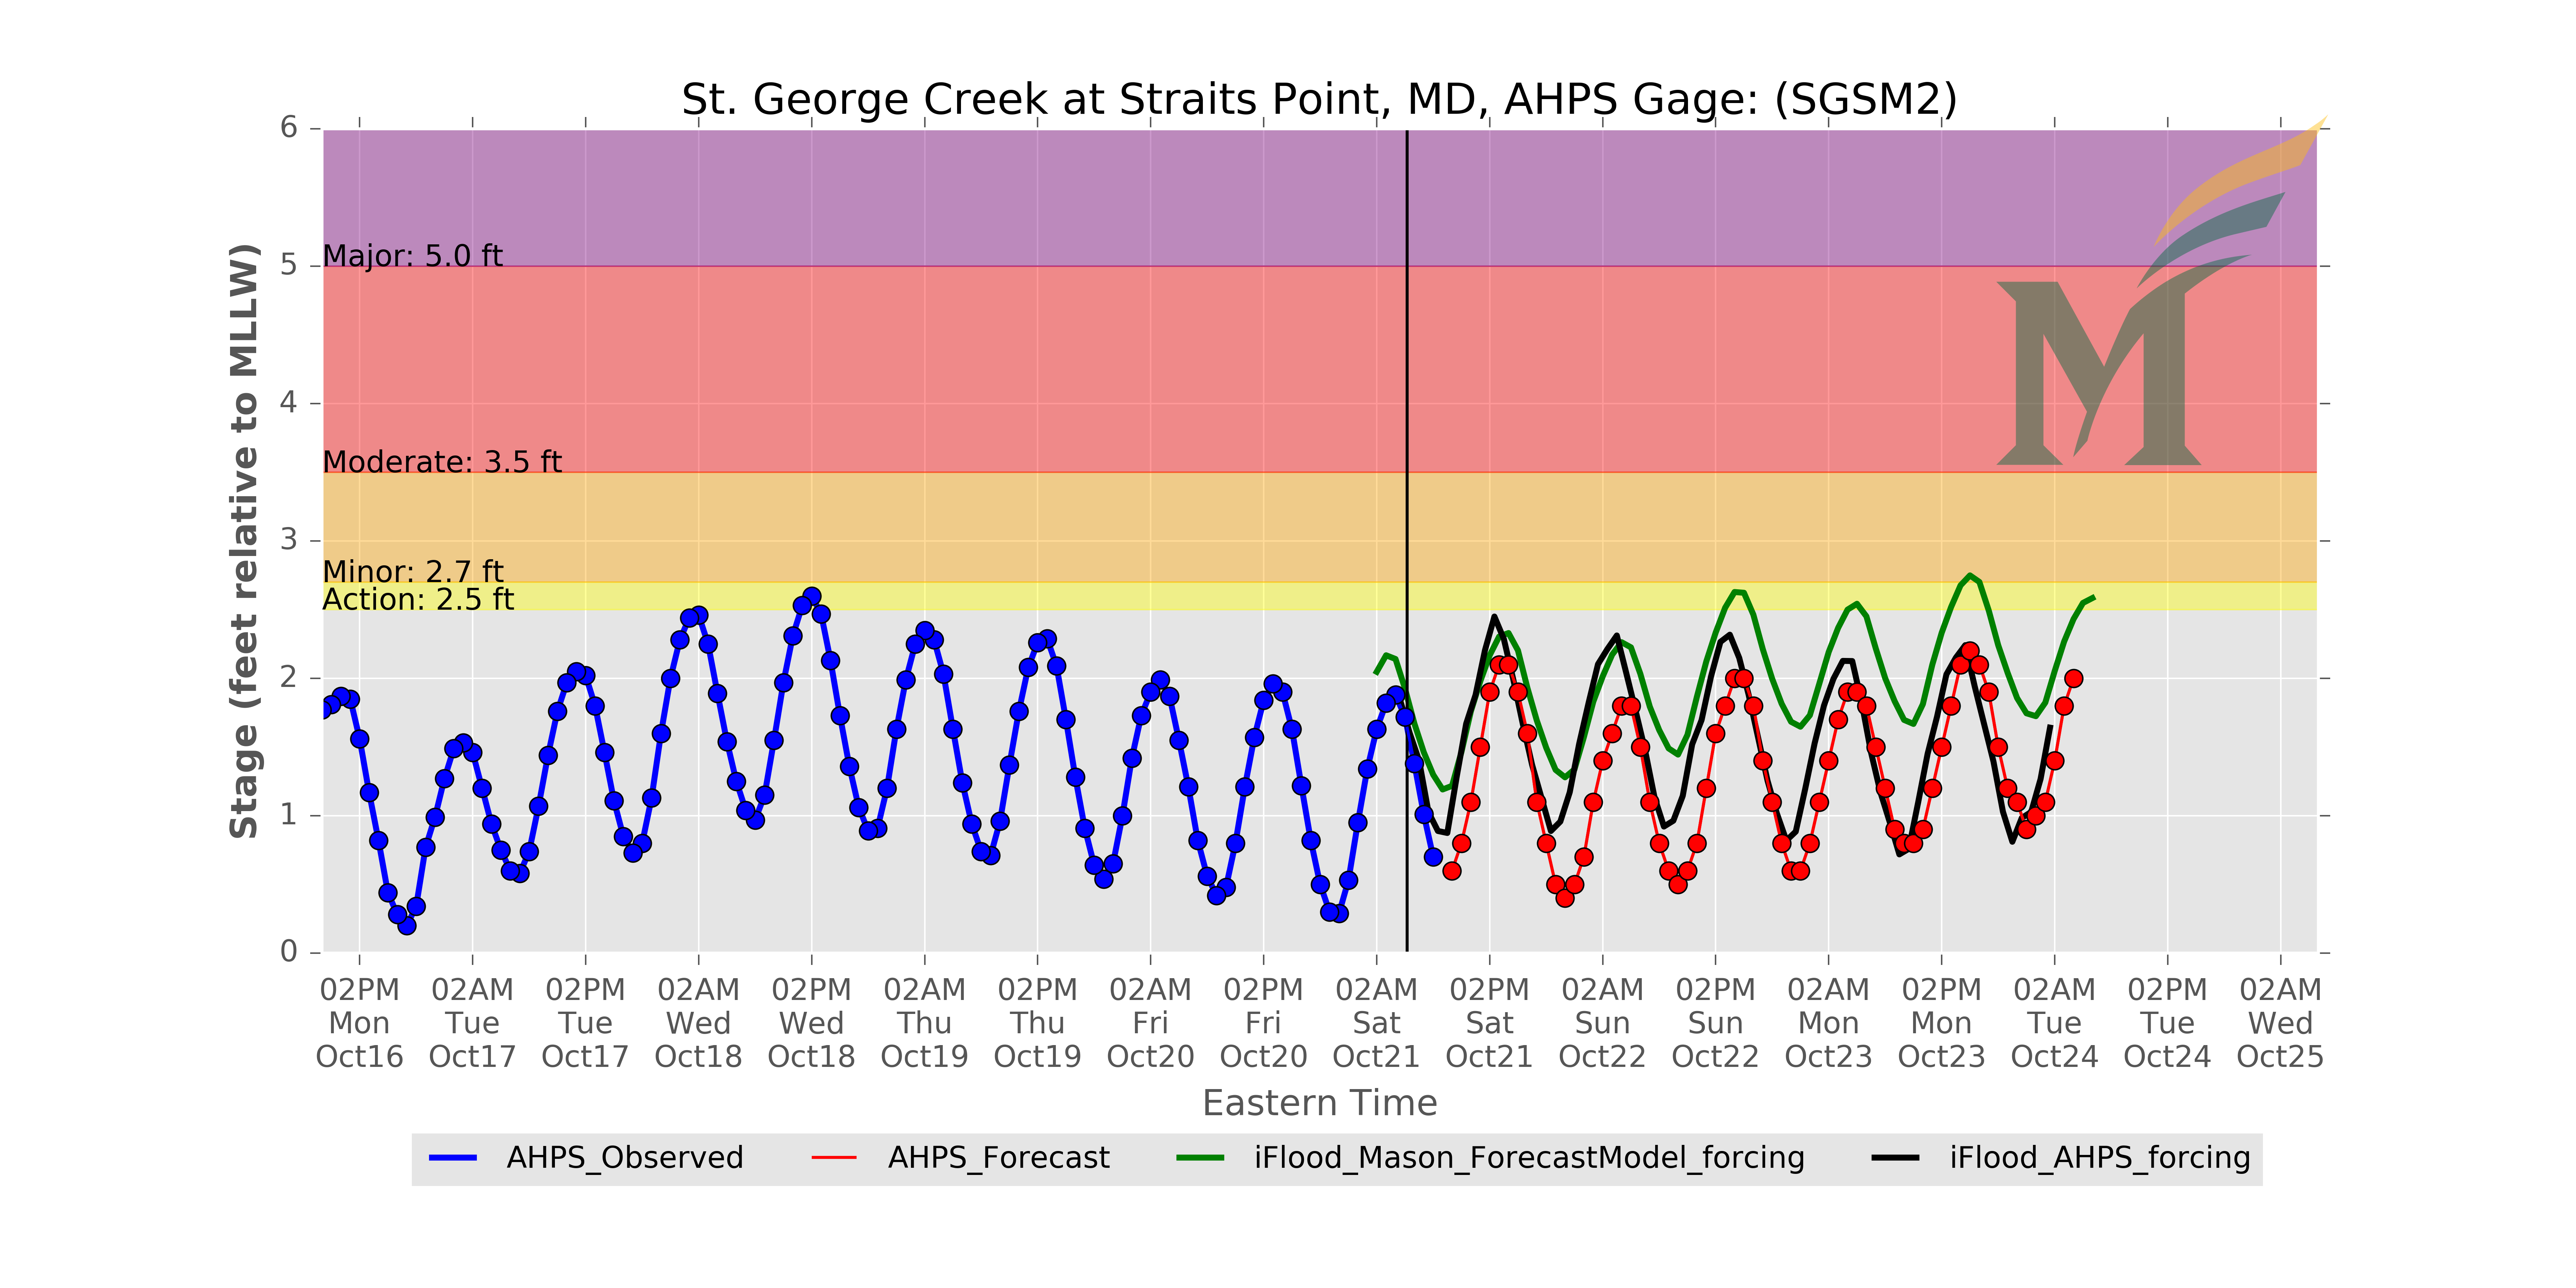 St. George Creek at Straits Point, MD, AHPS Gage: (SGSM2)
6
5
4
3
2
1
0
Stage (feet relative to MLLW)
Major: 5.0 ft
Moderate: 3.5 ft
Minor: 2.7 ft
Action: 2.5 ft
M
02PM 02AM 02PM 02AM 02PM 02AM 02PM 02AM 02PM 02AM 02PM 02AM 02PM 02AM 02PM 02AM 02PM 02AM
Mon Tue Tue Wed Wed Thu Thu Fri Fri Sat Sat Sun Sun Mon Mon Tue Tue Wed
Oct16 Oct17 Oct17 Oct18 Oct18 Oct19 Oct19 Oct20 Oct20 Oct21 Oct21 Oct22 Oct22 Oct23 Oct23 Oct24 Oct24 Oct25
Eastern Time
AHPS_Observed AHPS_Forecast iFlood_Mason_ForecastModel_forcing iFlood_AHPS_forcing